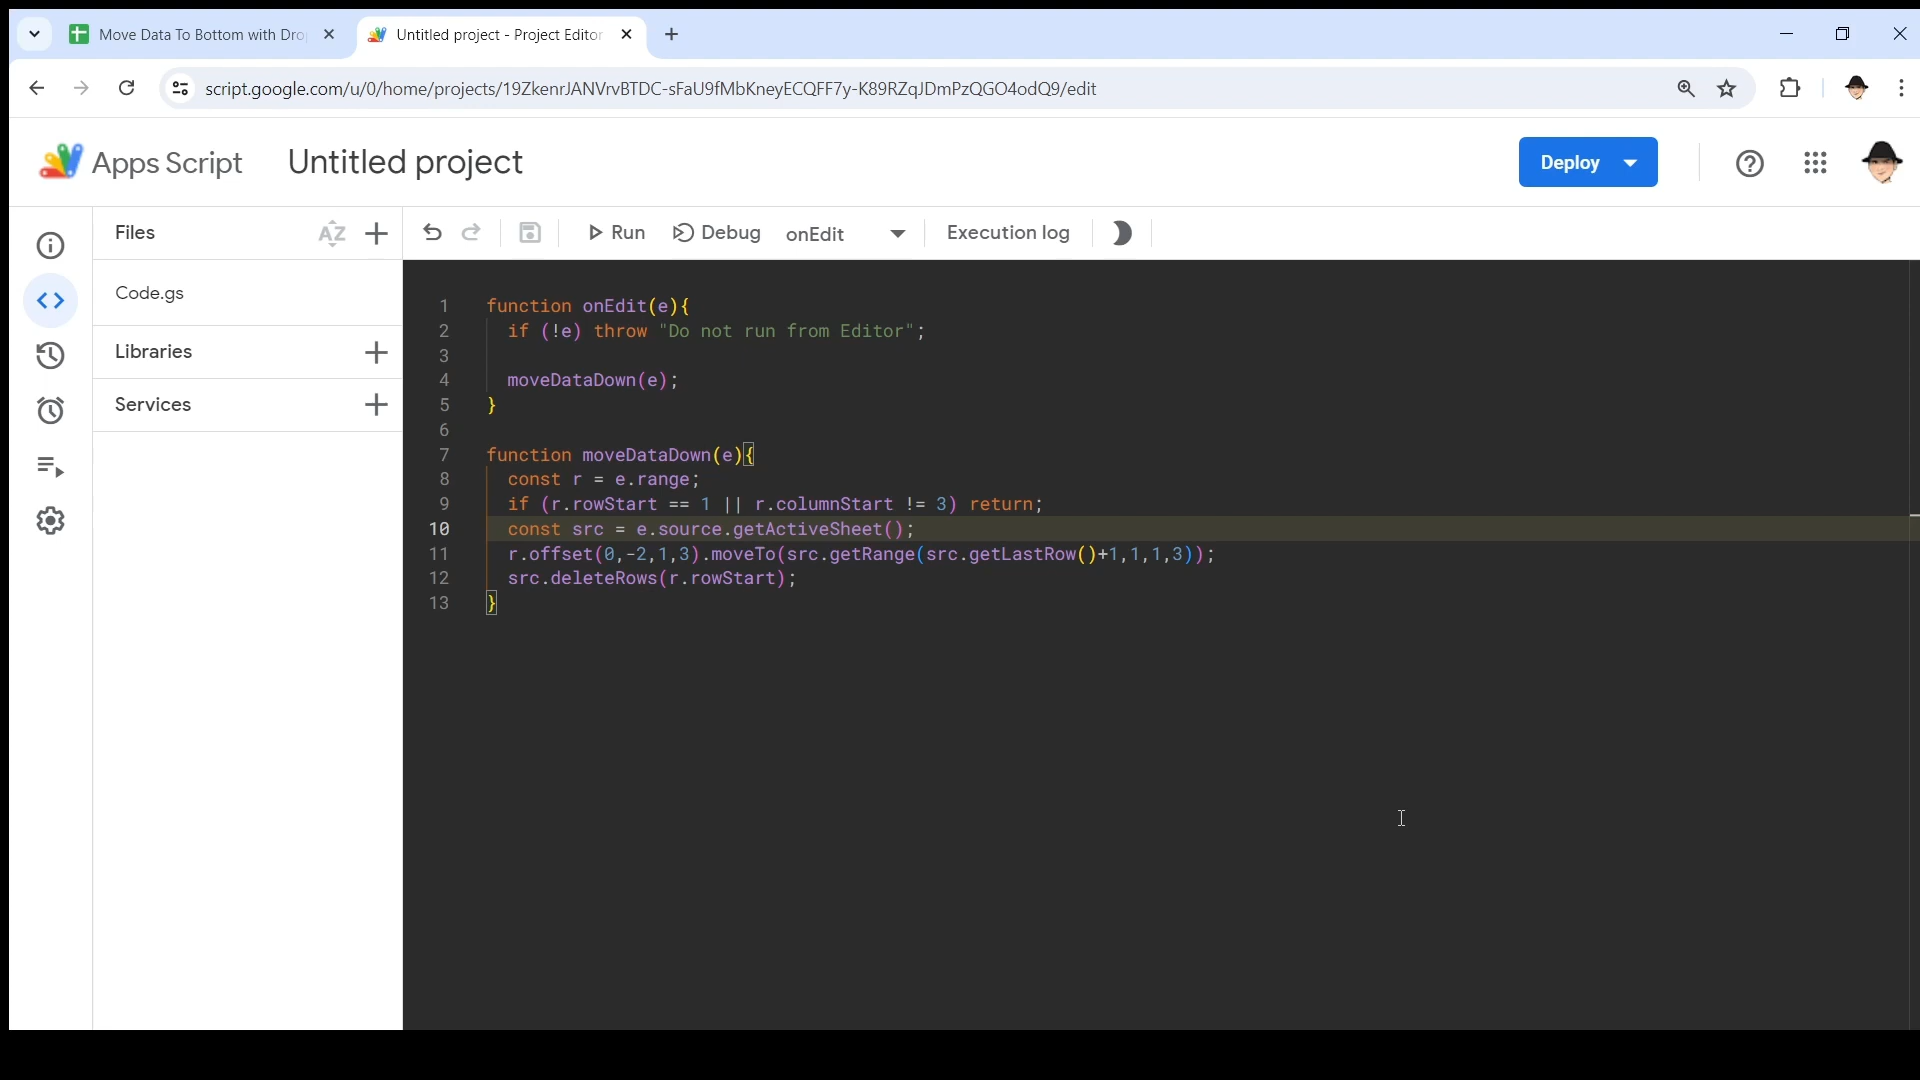 Move Data To Bottom with Dro
Untitled project - Project Editor
script.google.com/u/0/home/projects/19ZkenrJANVrvBTDC-sFaU9fMbKneyECQFF7y-K89RZqJDmPzQGO4odQ9/edit
Apps Script
Untitled project
Deploy
Files
AZ
Run
Debug
onEdit
Execution log
Code.gs
Libraries
Services
1 function onEdit(e){
2 if (!e) throw "Do not run from Editor";
3
4 moveDataDown(e);
5 }
6
7 function moveDataDown(e){
8 const r = e.range;
9 if (r.rowStart == 1 || r.columnStart != 3) return;
10 const src = e.source.getActiveSheet();
11 r.offset(0,-2,1,3).moveTo(src.getRange(src.getLastRow()+1,1,1,3));
12 src.deleteRows(r.rowStart);
13 }